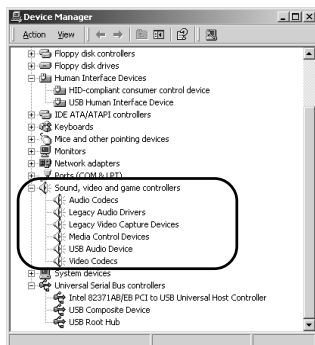 Device Manager
Action View
Floppy disk controllers
Floppy disk drives
Human Interface Devices
HID-compliant consumer control device
USB Human Interface Device
IDE ATA/ATAPI controllers
Keyboards
Mice and other pointing devices
Monitors
Network adapters
Ports (COM & LPT)
Sound, video and game controllers
Audio Codecs
Legacy Audio Drivers
Legacy Video Capture Devices
Media Control Devices
USB Audio Device
Video Codecs
System devices
Universal Serial Bus controllers
Intel 82371AB/EB PCI to USB Universal Host Controller
USB Composite Device
USB Root Hub